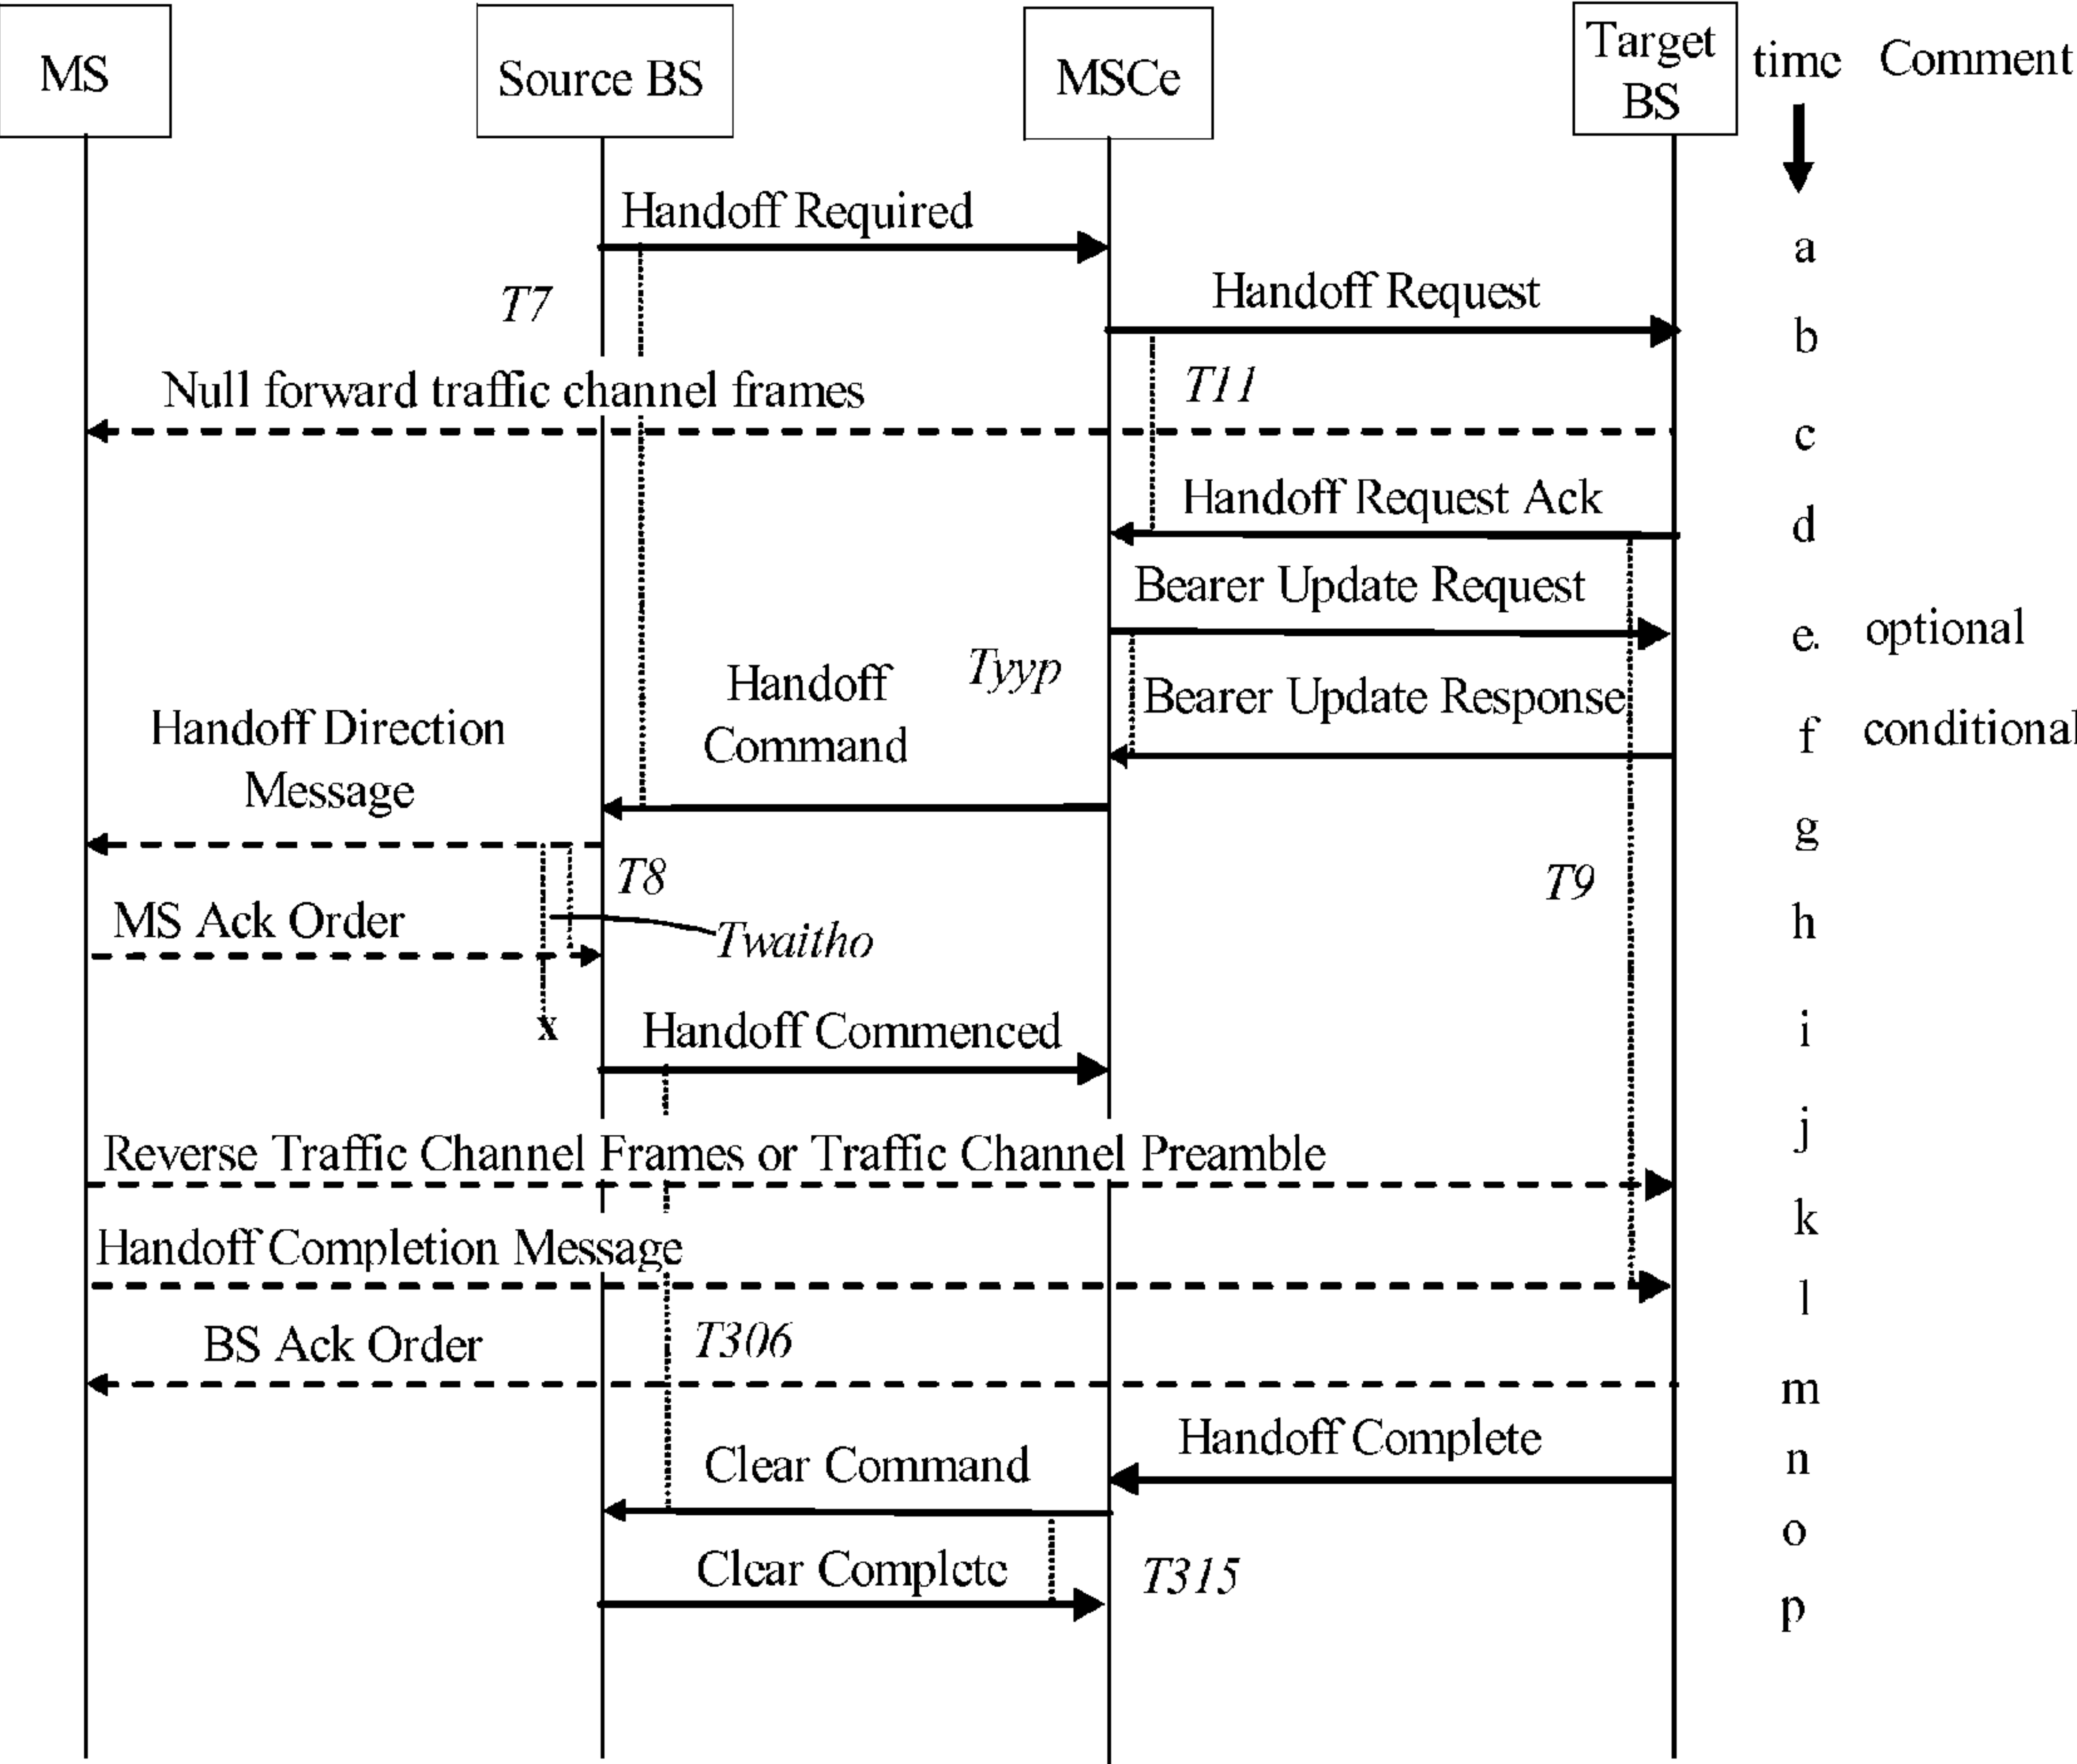 MS
Source BS
MSCe
Target
BS
time
Comment
Handoff Required
a
T7
Handoff Request
b
Null forward traffic channel frames
T11
c
Handoff Request Ack
d
Bearer Update Request
e.
optional
Tyyp
Handoff
Command
Bearer Update Response
f
conditional
Handoff Direction
Message
g
T8
T9
MS Ack Order
h
Twaitho
x
Handoff Commenced
i
Reverse Traffic Channel Frames or Traffic Channel Preamble
j
k
Handoff Completion Message
l
BS Ack Order
T306
m
Handoff Complete
n
Clear Command
o
Clear Complete
T315
p